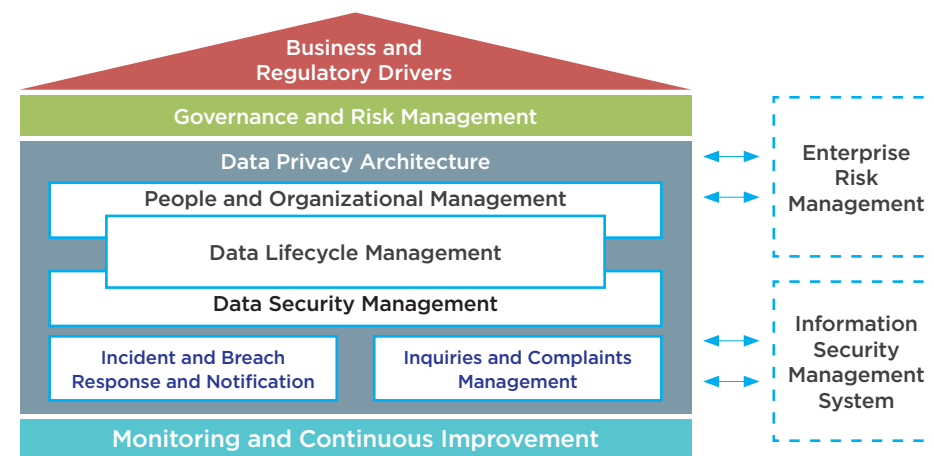 Business and
Regulatory Drivers
Governance and Risk Management
Data Privacy Architecture
People and Organizational Management
Data Lifecycle Management
Data Security Management
Incident and Breach
Response and Notification
Inquiries and Complaints
Management
Monitoring and Continuous Improvement
Enterprise
Risk
Management
Information
Security
Management
System